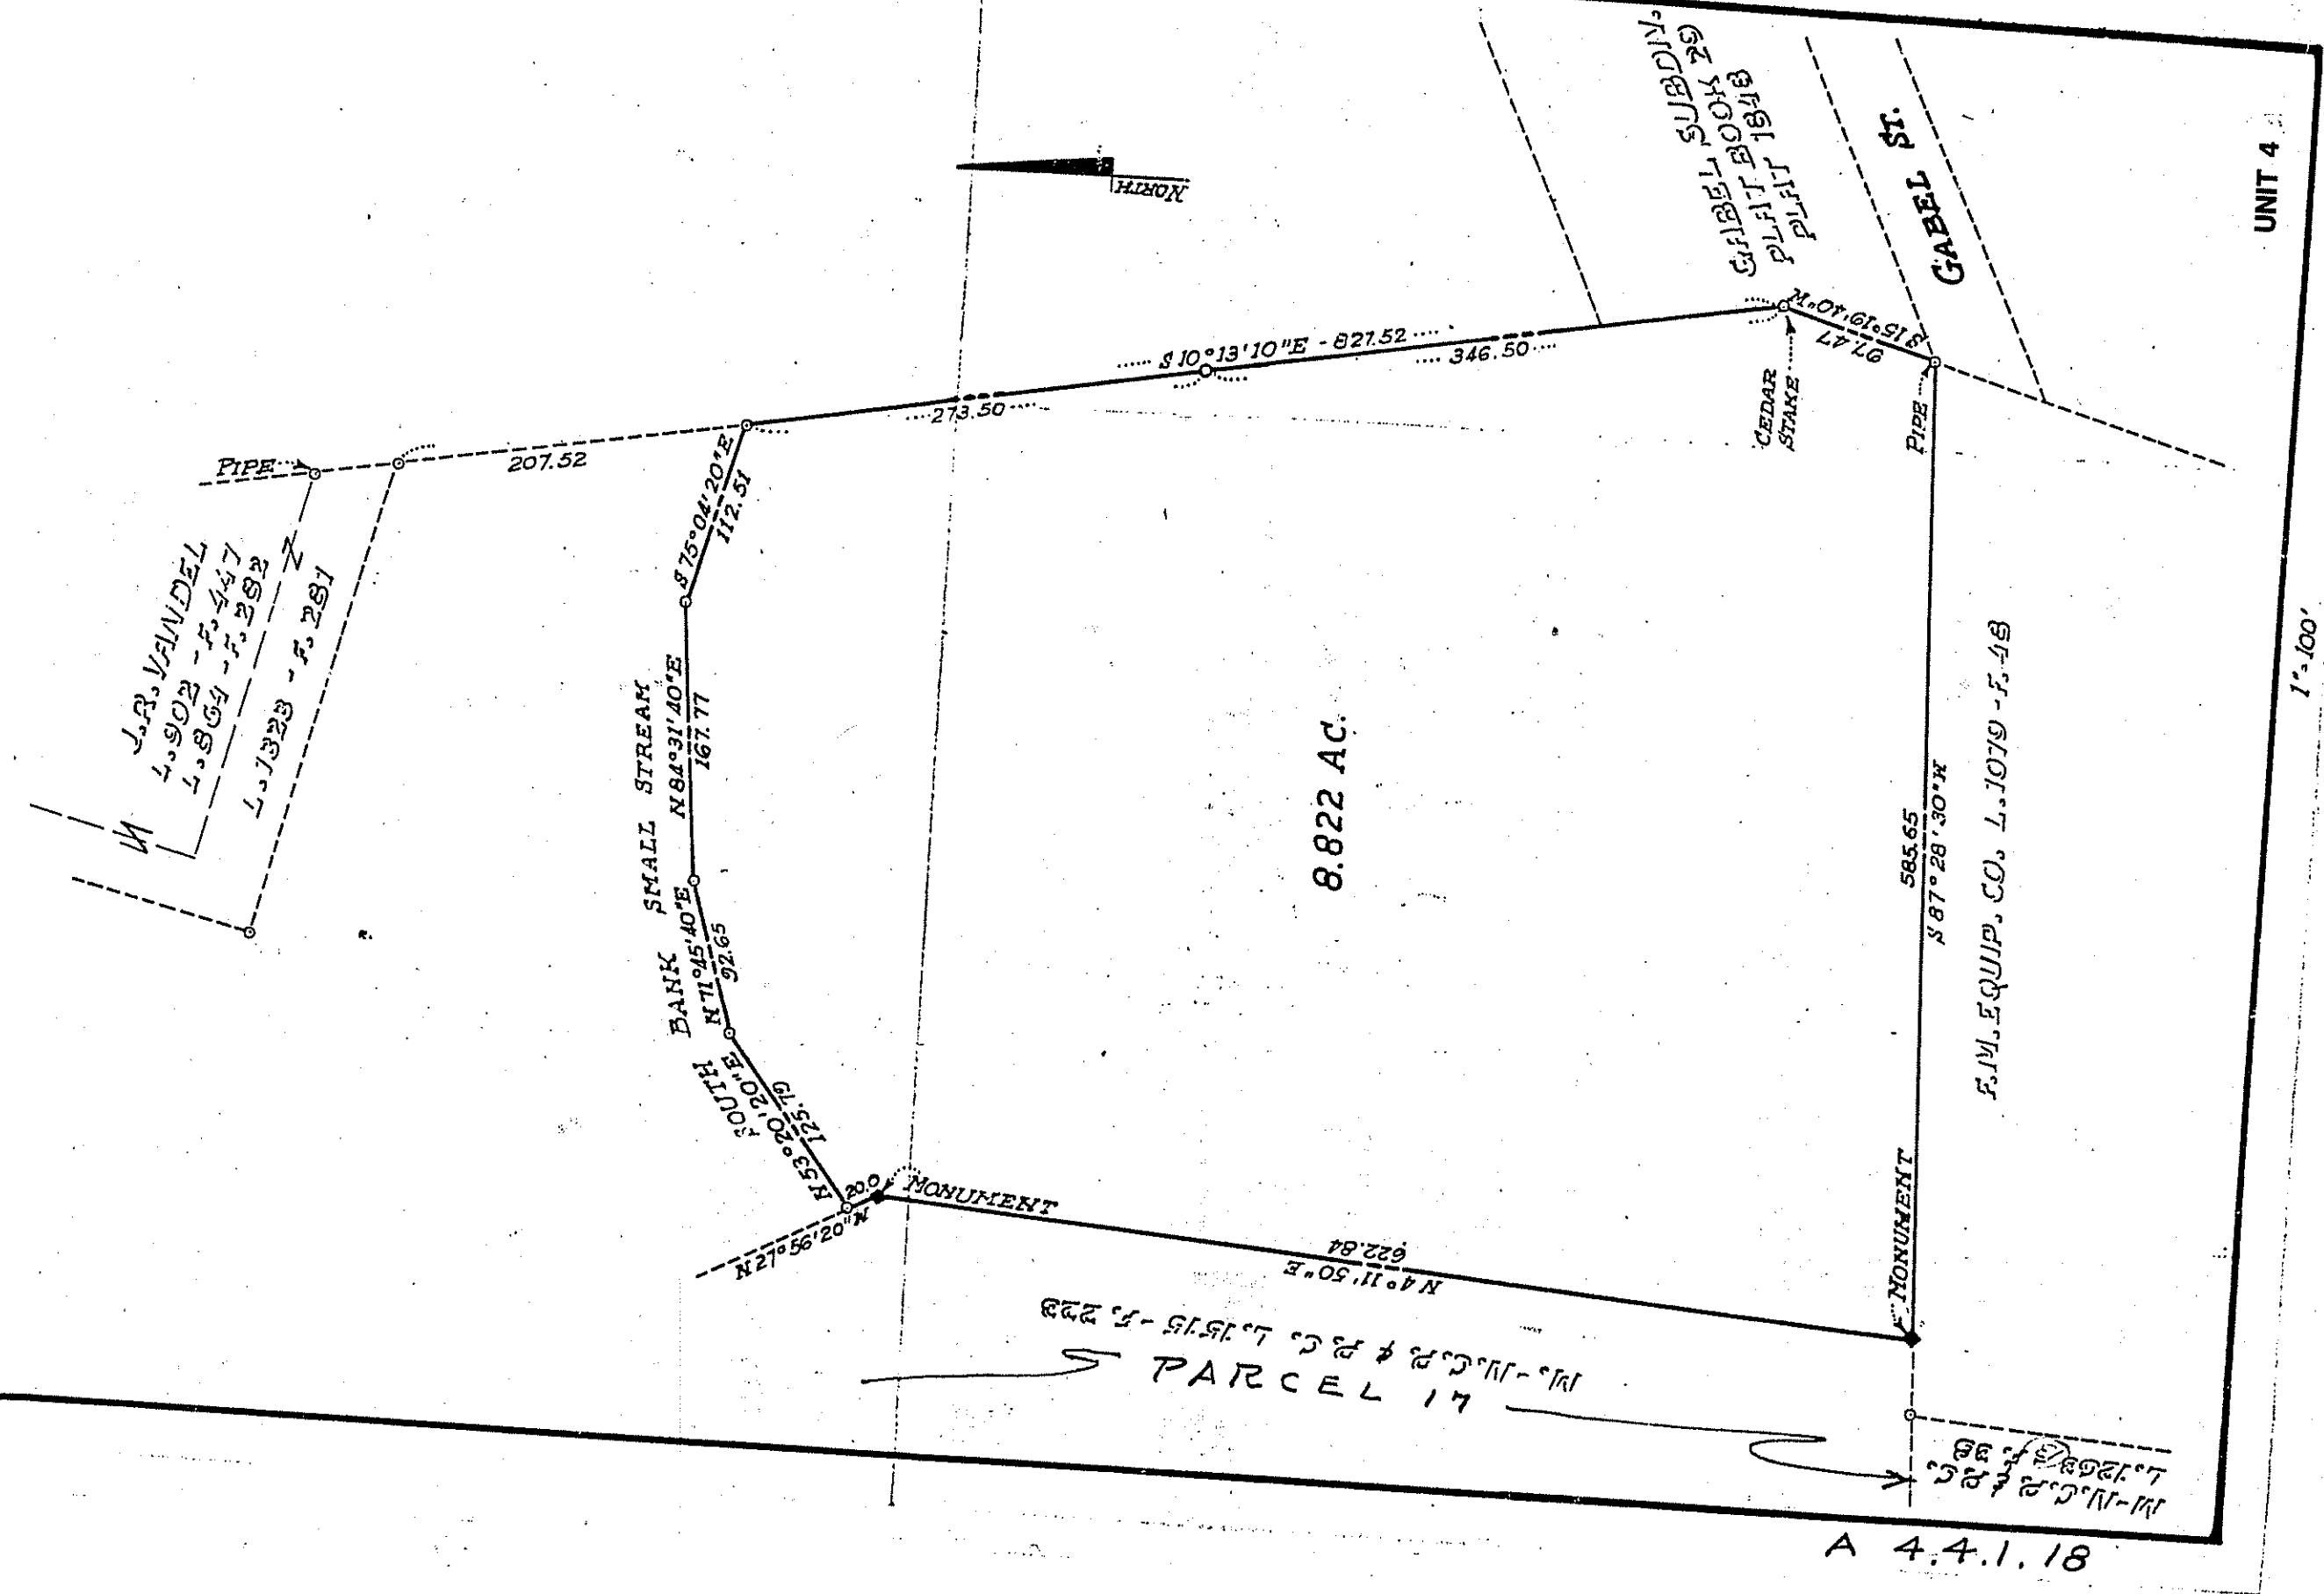 PIPE
J.R. VANDEL
L. 902 - F. 447
L. 864 - F. 282
L. 1323 - F. 281
207.52
NORTH
GABEL SUBDIV.
PLAT BOOK 29
PLAT 1848
GABEL ST.
UNIT 4
S 10°13'10"E - 827.52
273.50
346.50
CEDAR
STAKE
S 15°19'40"W
97.47
PIPE
SOUTH BANK SMALL STREAM
N 53°20'20"E
125.79
N 71°45'40"E
92.65
N 84°31'40"E
167.77
S 75°04'20"E
112.51
20.0
N 27°56'20"W
MONUMENT
8.822 AC.
622.84
N 4°11'50"E
M.-N.C.P. & P.C. L. 1515 - F. 223
PARCEL 17
MONUMENT
585.65
S 87°28'30"W
F.M. EQUIP. CO. L. 1079 - F. 48
M-N.C.P. & P.C.
A 4.4.1.18
1"=100'